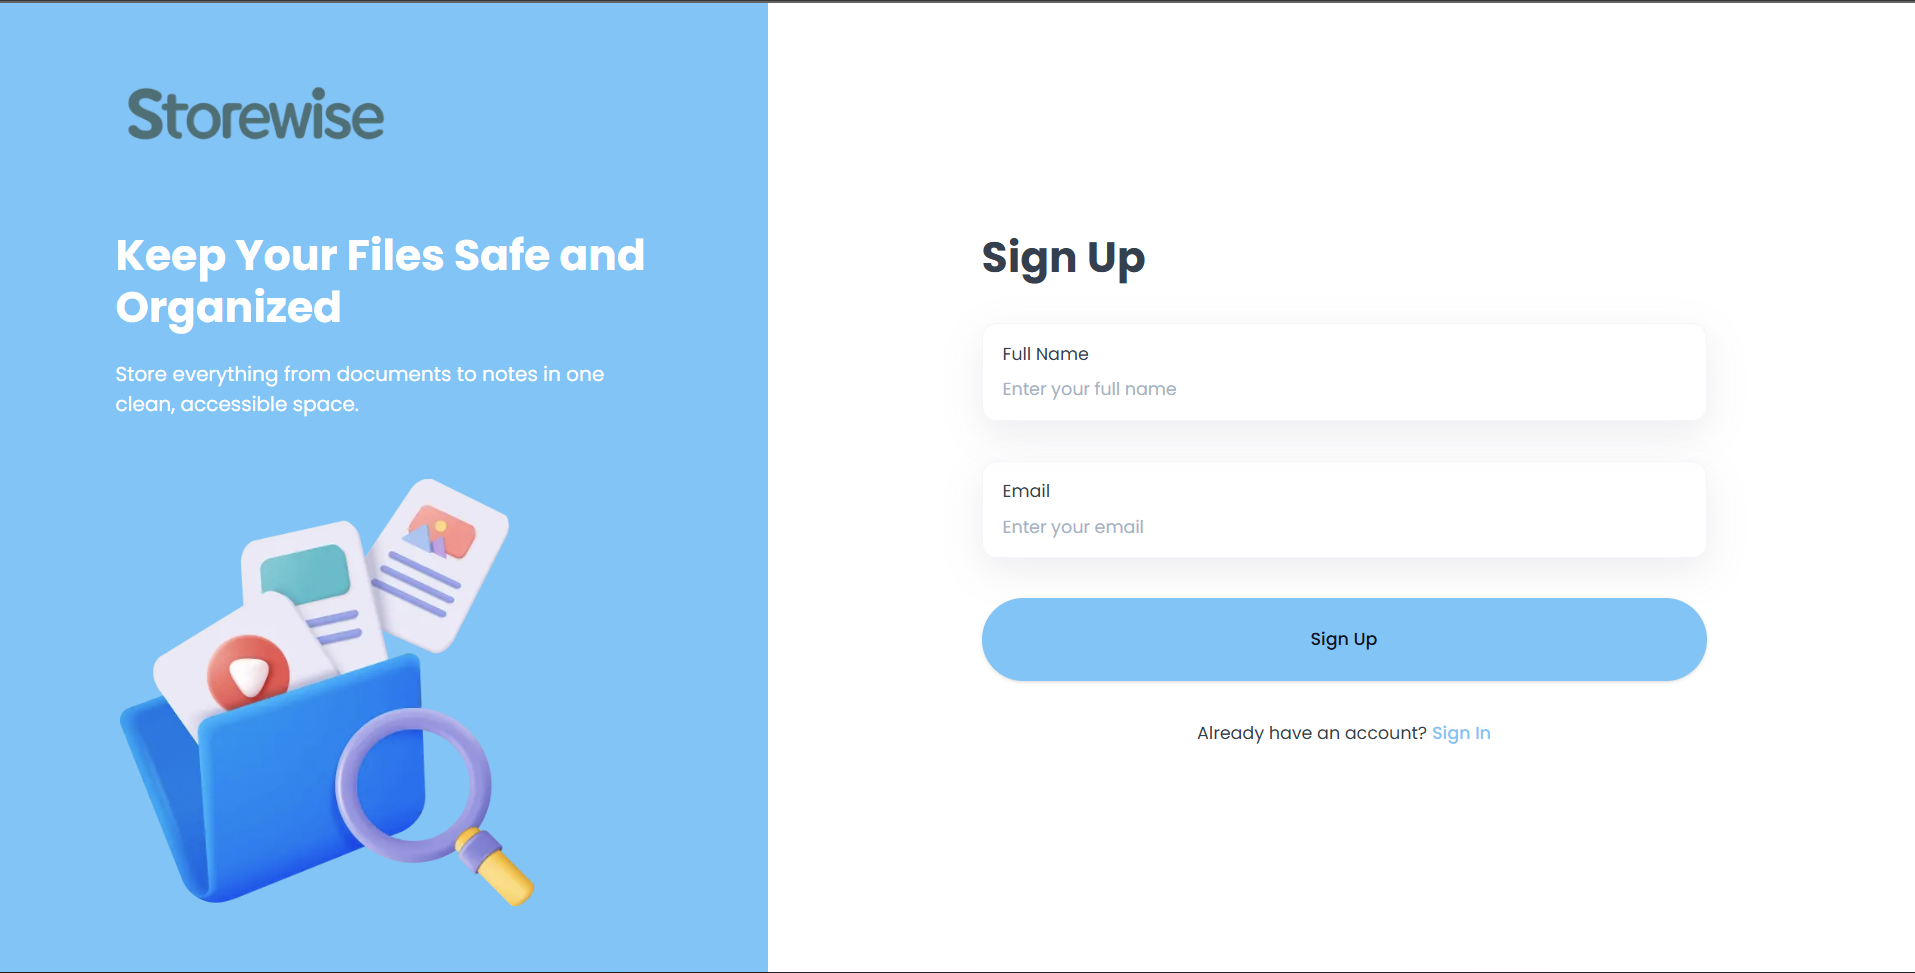 Storewise
Keep Your Files Safe and
Organized
Store everything from documents to notes in one
clean, accessible space.
Sign Up
Full Name
Enter your full name
Email
Enter your email
Sign Up
Already have an account? Sign In